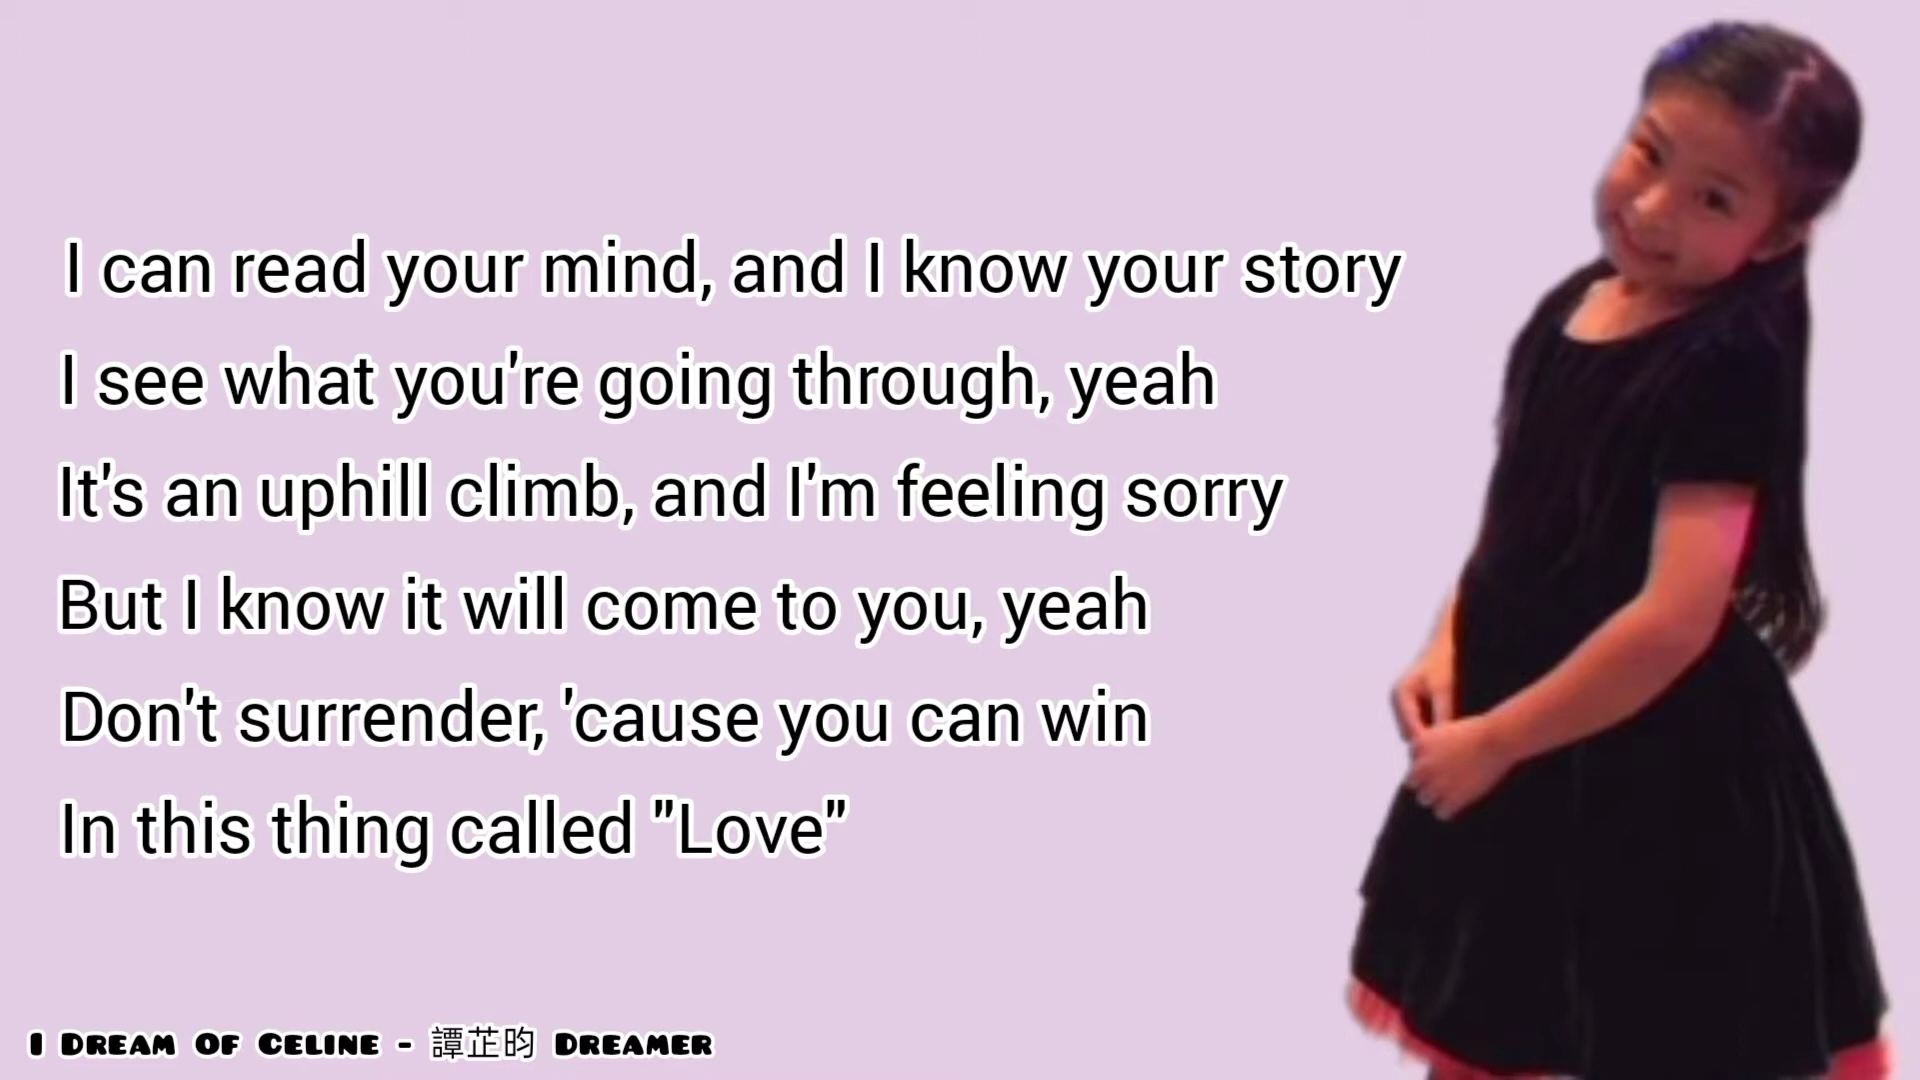 I can read your mind, and I know your story
I see what you're going through, yeah
It's an uphill climb, and I'm feeling sorry
But I know it will come to you, yeah
Don't surrender, 'cause you can win
In this thing called "Love"
I Dream Of Celine - 譚芷昀 Dreamer